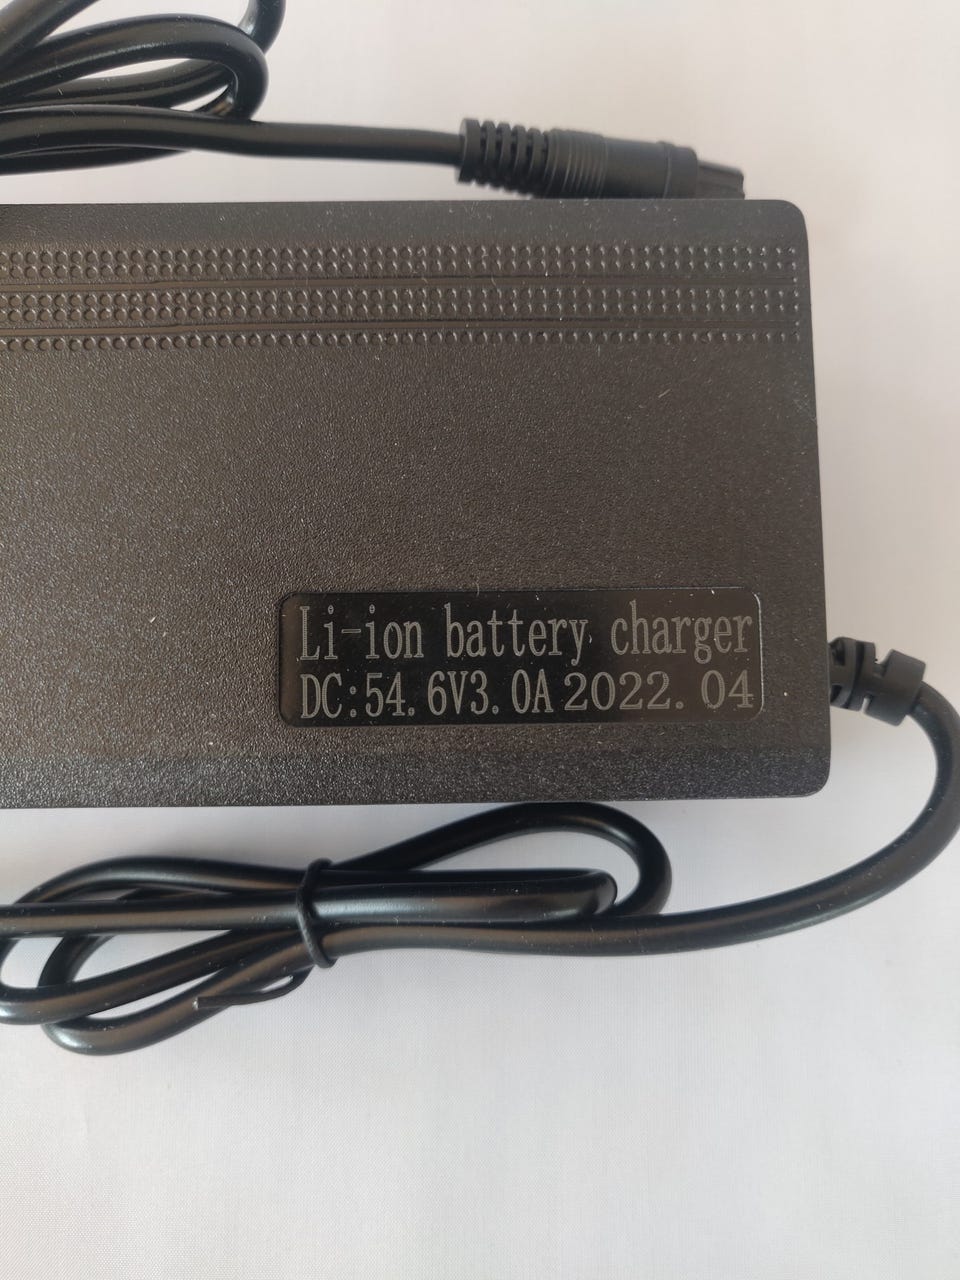 Li-ion battery charger
DC:54.6V3.0A 2022.04